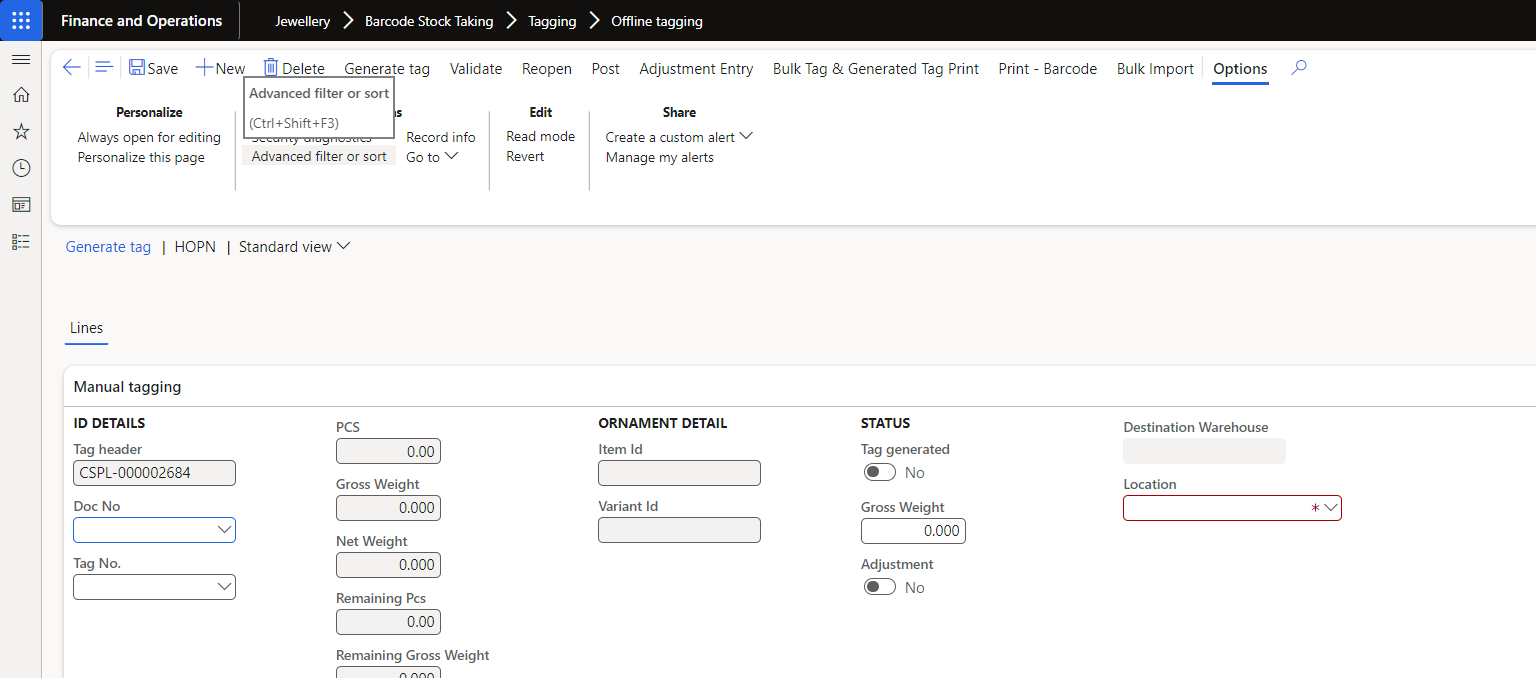 Finance and Operations Jewellery Barcode Stock Taking Tagging Offline tagging
Save New Delete Generate tag Validate Reopen Post Adjustment Entry Bulk Tag & Generated Tag Print Print - Barcode Bulk Import Options
Advanced filter or sort
(Ctrl+Shift+F3)
Personalize
Always open for editing
Personalize this page
Security diagnostics
Advanced filter or sort
Record info
Go to
Edit
Read mode
Revert
Share
Create a custom alert
Manage my alerts
Generate tag | HOPN | Standard view
Lines
Manual tagging
ID DETAILS
Tag header
CSPL-000002684
Doc No
Tag No.
PCS
0.00
Gross Weight
0.000
Net Weight
0.000
Remaining Pcs
0.00
Remaining Gross Weight
0.000
ORNAMENT DETAIL
Item Id
Variant Id
STATUS
Tag generated
No
Gross Weight
0.000
Adjustment
No
Destination Warehouse
Location
*